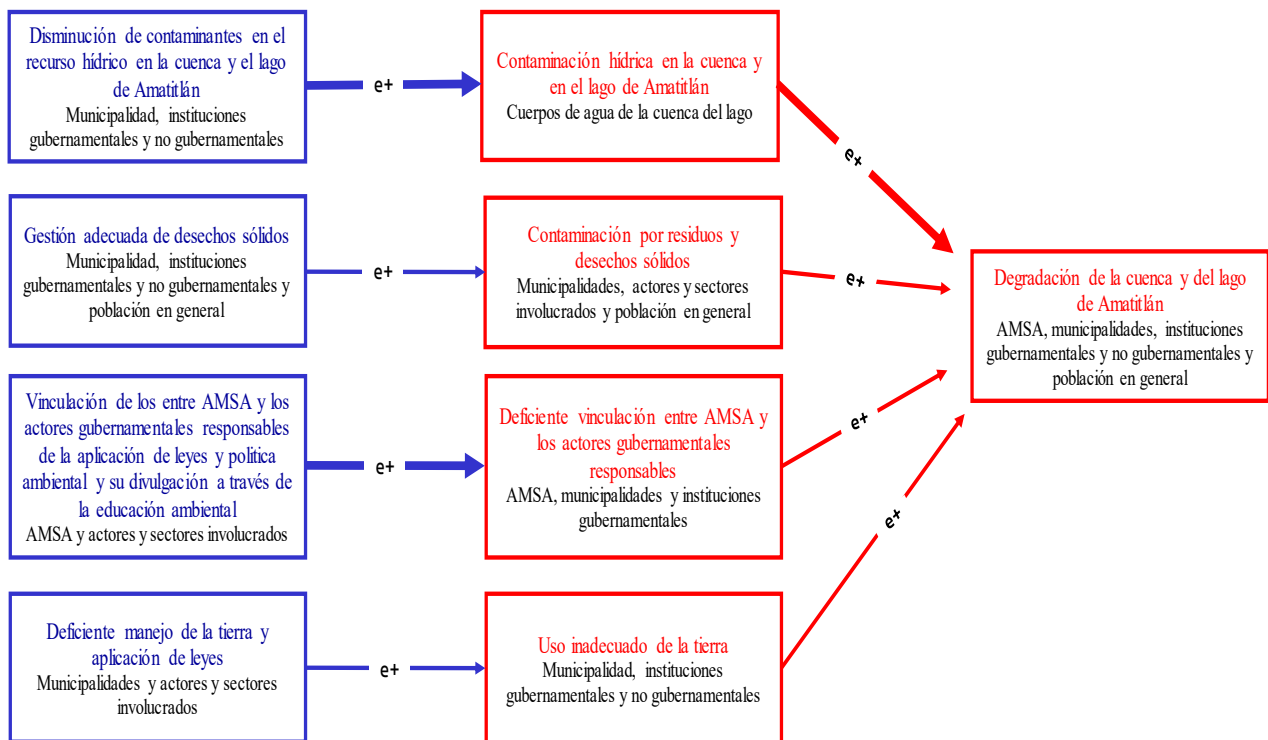 Disminución de contaminantes en el
recurso hídrico en la cuenca y el lago
de Amatitlán
Municipalidad, instituciones
gubernamentales y no gubernamentales
e+
Contaminación hídrica en la cuenca y
en el lago de Amatitlán
Cuerpos de agua de la cuenca del lago
e+
Gestión adecuada de desechos sólidos
Municipalidad, instituciones
gubernamentales y no gubernamentales y
población en general
e+
Contaminación por residuos y
desechos sólidos
Municipalidades, actores y sectores
involucrados y población en general
e+
Vinculación de los entre AMSA y los
actores gubernamentales responsables
de la aplicación de leyes y política
ambiental y su divulgación a través de
la educación ambiental
AMSA y actores y sectores involucrados
e+
Deficiente vinculación entre AMSA y
los actores gubernamentales
responsables
AMSA, municipalidades y instituciones
gubernamentales
e+
Deficiente manejo de la tierra y
aplicación de leyes
Municipalidades y actores y sectores
involucrados
e+
Uso inadecuado de la tierra
Municipalidad, instituciones
gubernamentales y no gubernamentales
e+
Degradación de la cuenca y del lago
de Amatitlán
AMSA, municipalidades, instituciones
gubernamentales y no gubernamentales y
población en general